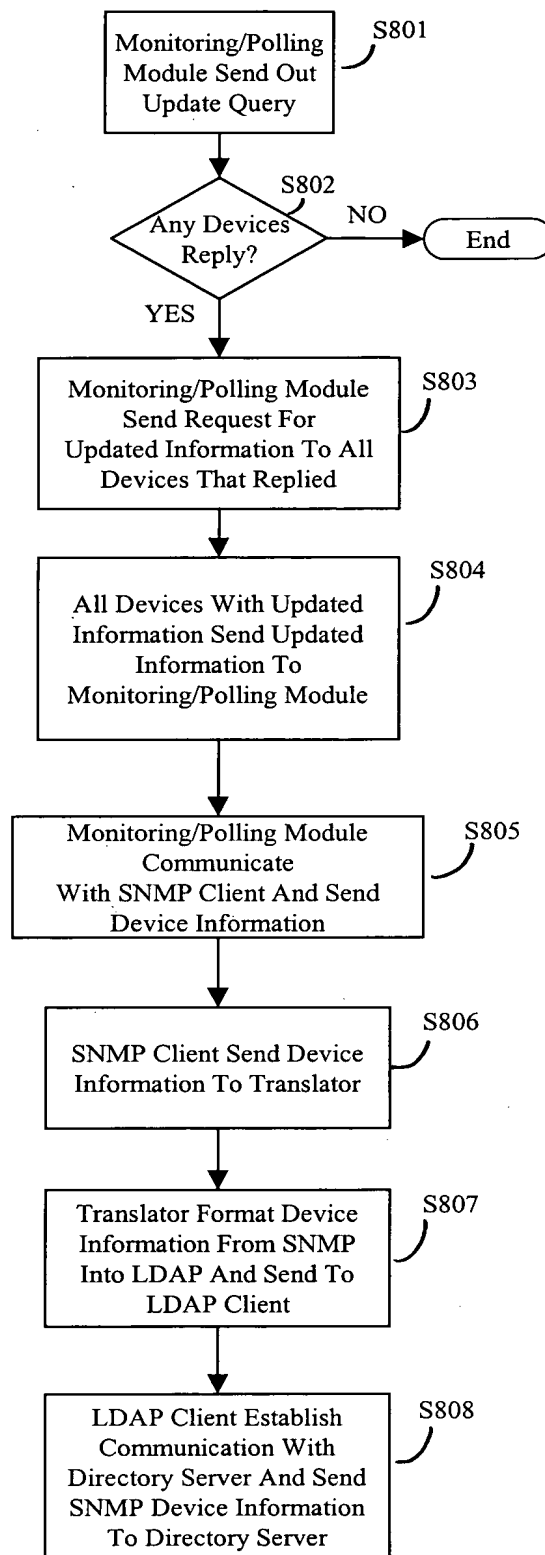 S801
Monitoring/Polling
Module Send Out
Update Query
S802
Any Devices
Reply?
NO
End
YES
S803
Monitoring/Polling Module
Send Request For
Updated Information To All
Devices That Replied
S804
All Devices With Updated
Information Send Updated
Information To
Monitoring/Polling Module
S805
Monitoring/Polling Module
Communicate
With SNMP Client And Send
Device Information
S806
SNMP Client Send Device
Information To Translator
S807
Translator Format Device
Information From SNMP
Into LDAP And Send To
LDAP Client
S808
LDAP Client Establish
Communication With
Directory Server And Send
SNMP Device Information
To Directory Server